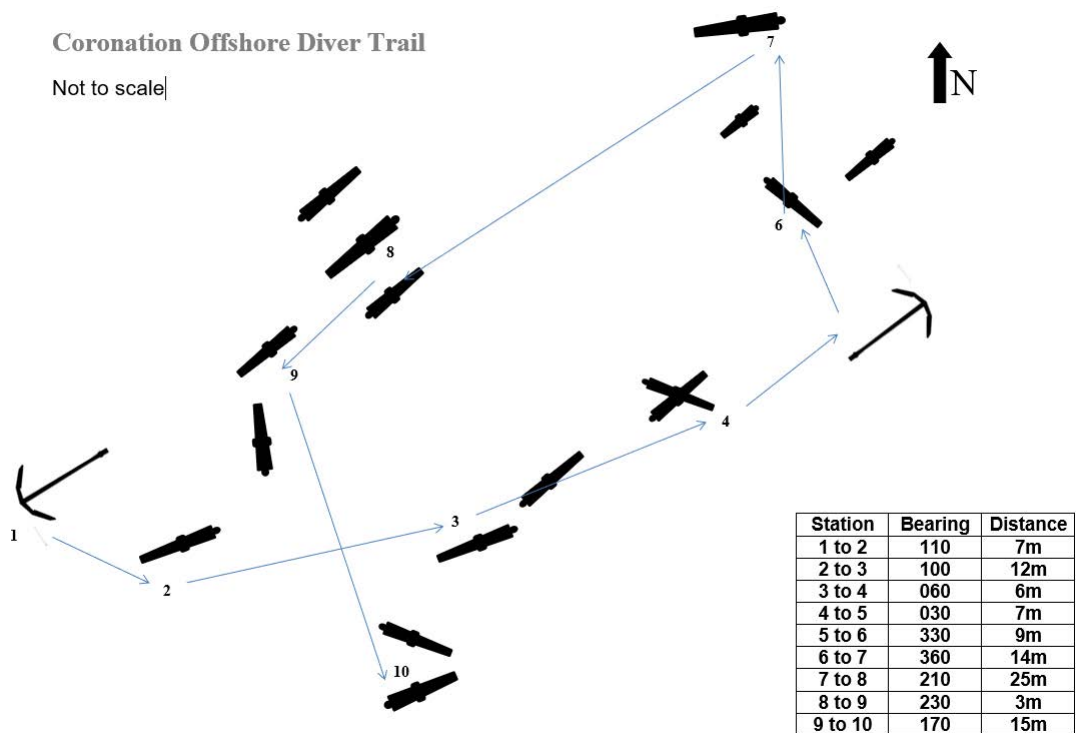 Coronation Offshore Diver Trail
Not to scale
N
7
8
6
9
4
3
1
2
10
Station Bearing Distance
1 to 2 110 7m
2 to 3 100 12m
3 to 4 060 6m
4 to 5 030 7m
5 to 6 330 9m
6 to 7 360 14m
7 to 8 210 25m
8 to 9 230 3m
9 to 10 170 15m